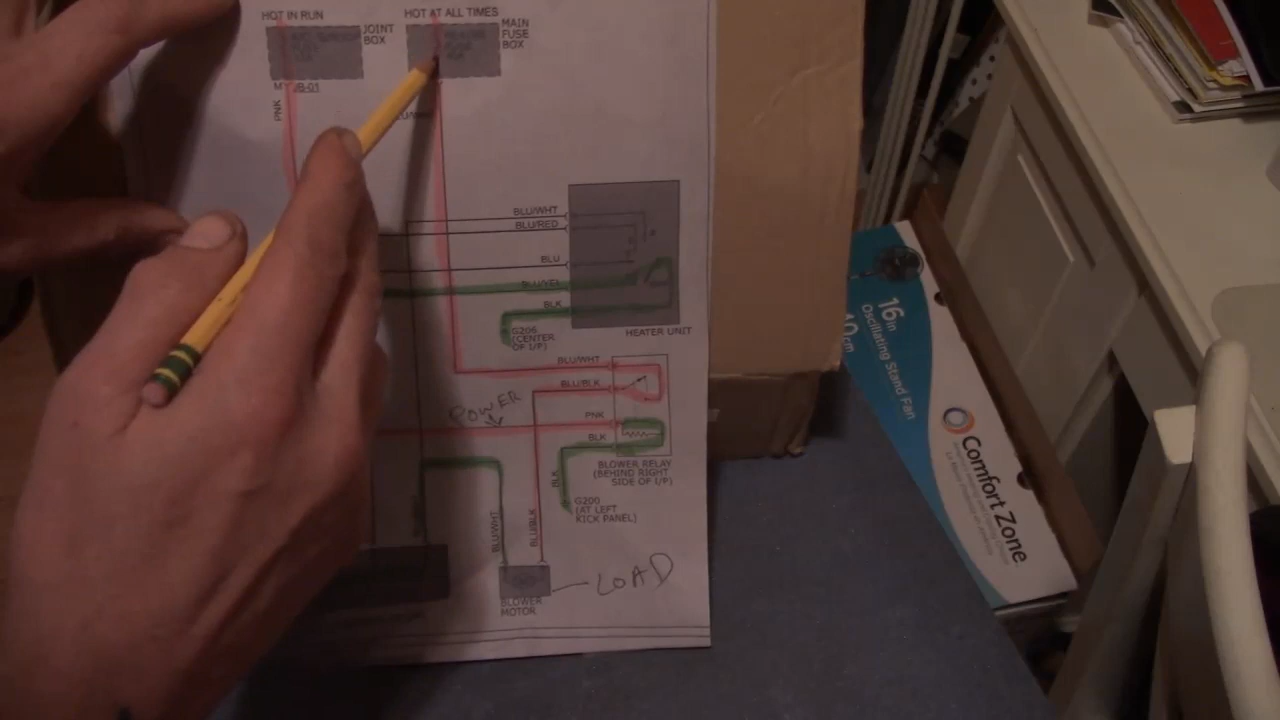 HOT IN RUN
HOT AT ALL TIMES
JOINT
BOX
MAIN
FUSE
BOX
PNK
BLU/WHT
BLU/RED
BLU
BLU/YEL
BLK
G206
(CENTER
OF I/P)
HEATER UNIT
BLU/WHT
BLU/BLK
POWER
PNK
BLK
BLOWER RELAY
(BEHIND RIGHT
SIDE OF I/P)
BLK
G200
(AT LEFT
KICK PANEL)
BLU/WHT
BLU/BLK
LOAD
BLOWER
MOTOR
16in
Oscillating Stand Fan
Comfort Zone